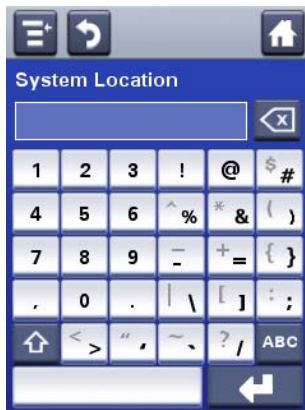 System Location
1 2 3 ! @ $ #
4 5 6 ^ % * & ( )
7 8 9 _ - + = { }
, 0 . | \ [ ] : ;
< > " ' ~ ` ? / ABC